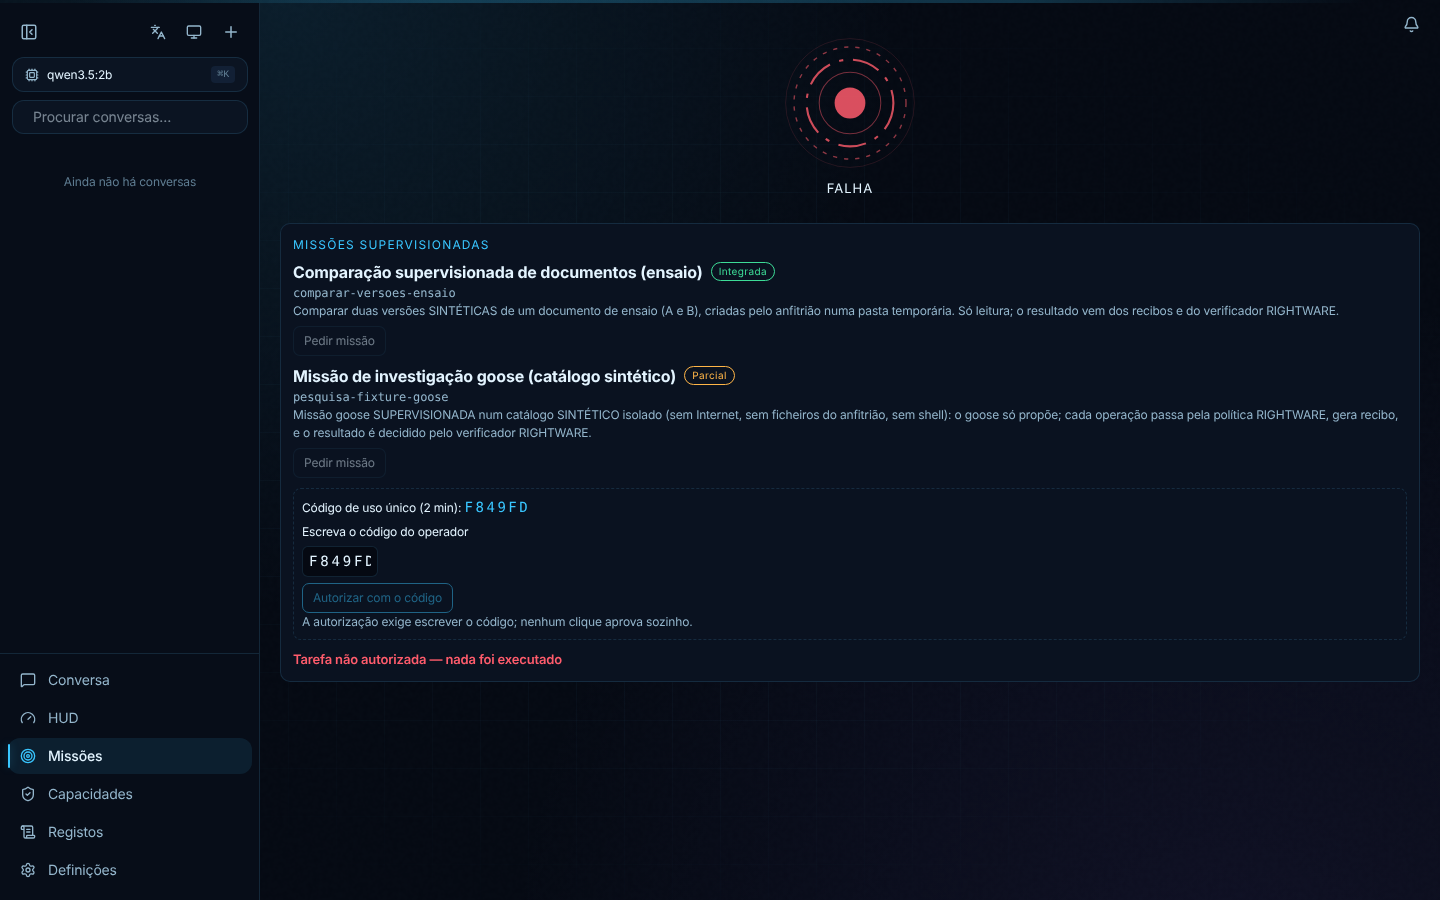 qwen3.5:2b
⌘K
Procurar conversas...
Ainda não há conversas
Conversa
HUD
Missões
Capacidades
Registos
Definições
FALHA
MISSÕES SUPERVISIONADAS
Comparação supervisionada de documentos (ensaio) Integrada
comparar-versoes-ensaio
Comparar duas versões SINTÉTICAS de um documento de ensaio (A e B), criadas pelo anfitrião numa pasta temporária. Só leitura; o resultado vem dos recibos e do verificador RIGHTWARE.
Pedir missão
Missão de investigação goose (catálogo sintético) Parcial
pesquisa-fixture-goose
Missão goose SUPERVISIONADA num catálogo SINTÉTICO isolado (sem Internet, sem ficheiros do anfitrião, sem shell): o goose só propõe; cada operação passa pela política RIGHTWARE, gera recibo,
e o resultado é decidido pelo verificador RIGHTWARE.
Pedir missão
Código de uso único (2 min): F849FD
Escreva o código do operador
F849FD
Autorizar com o código
A autorização exige escrever o código; nenhum clique aprova sozinho.
Tarefa não autorizada — nada foi executado